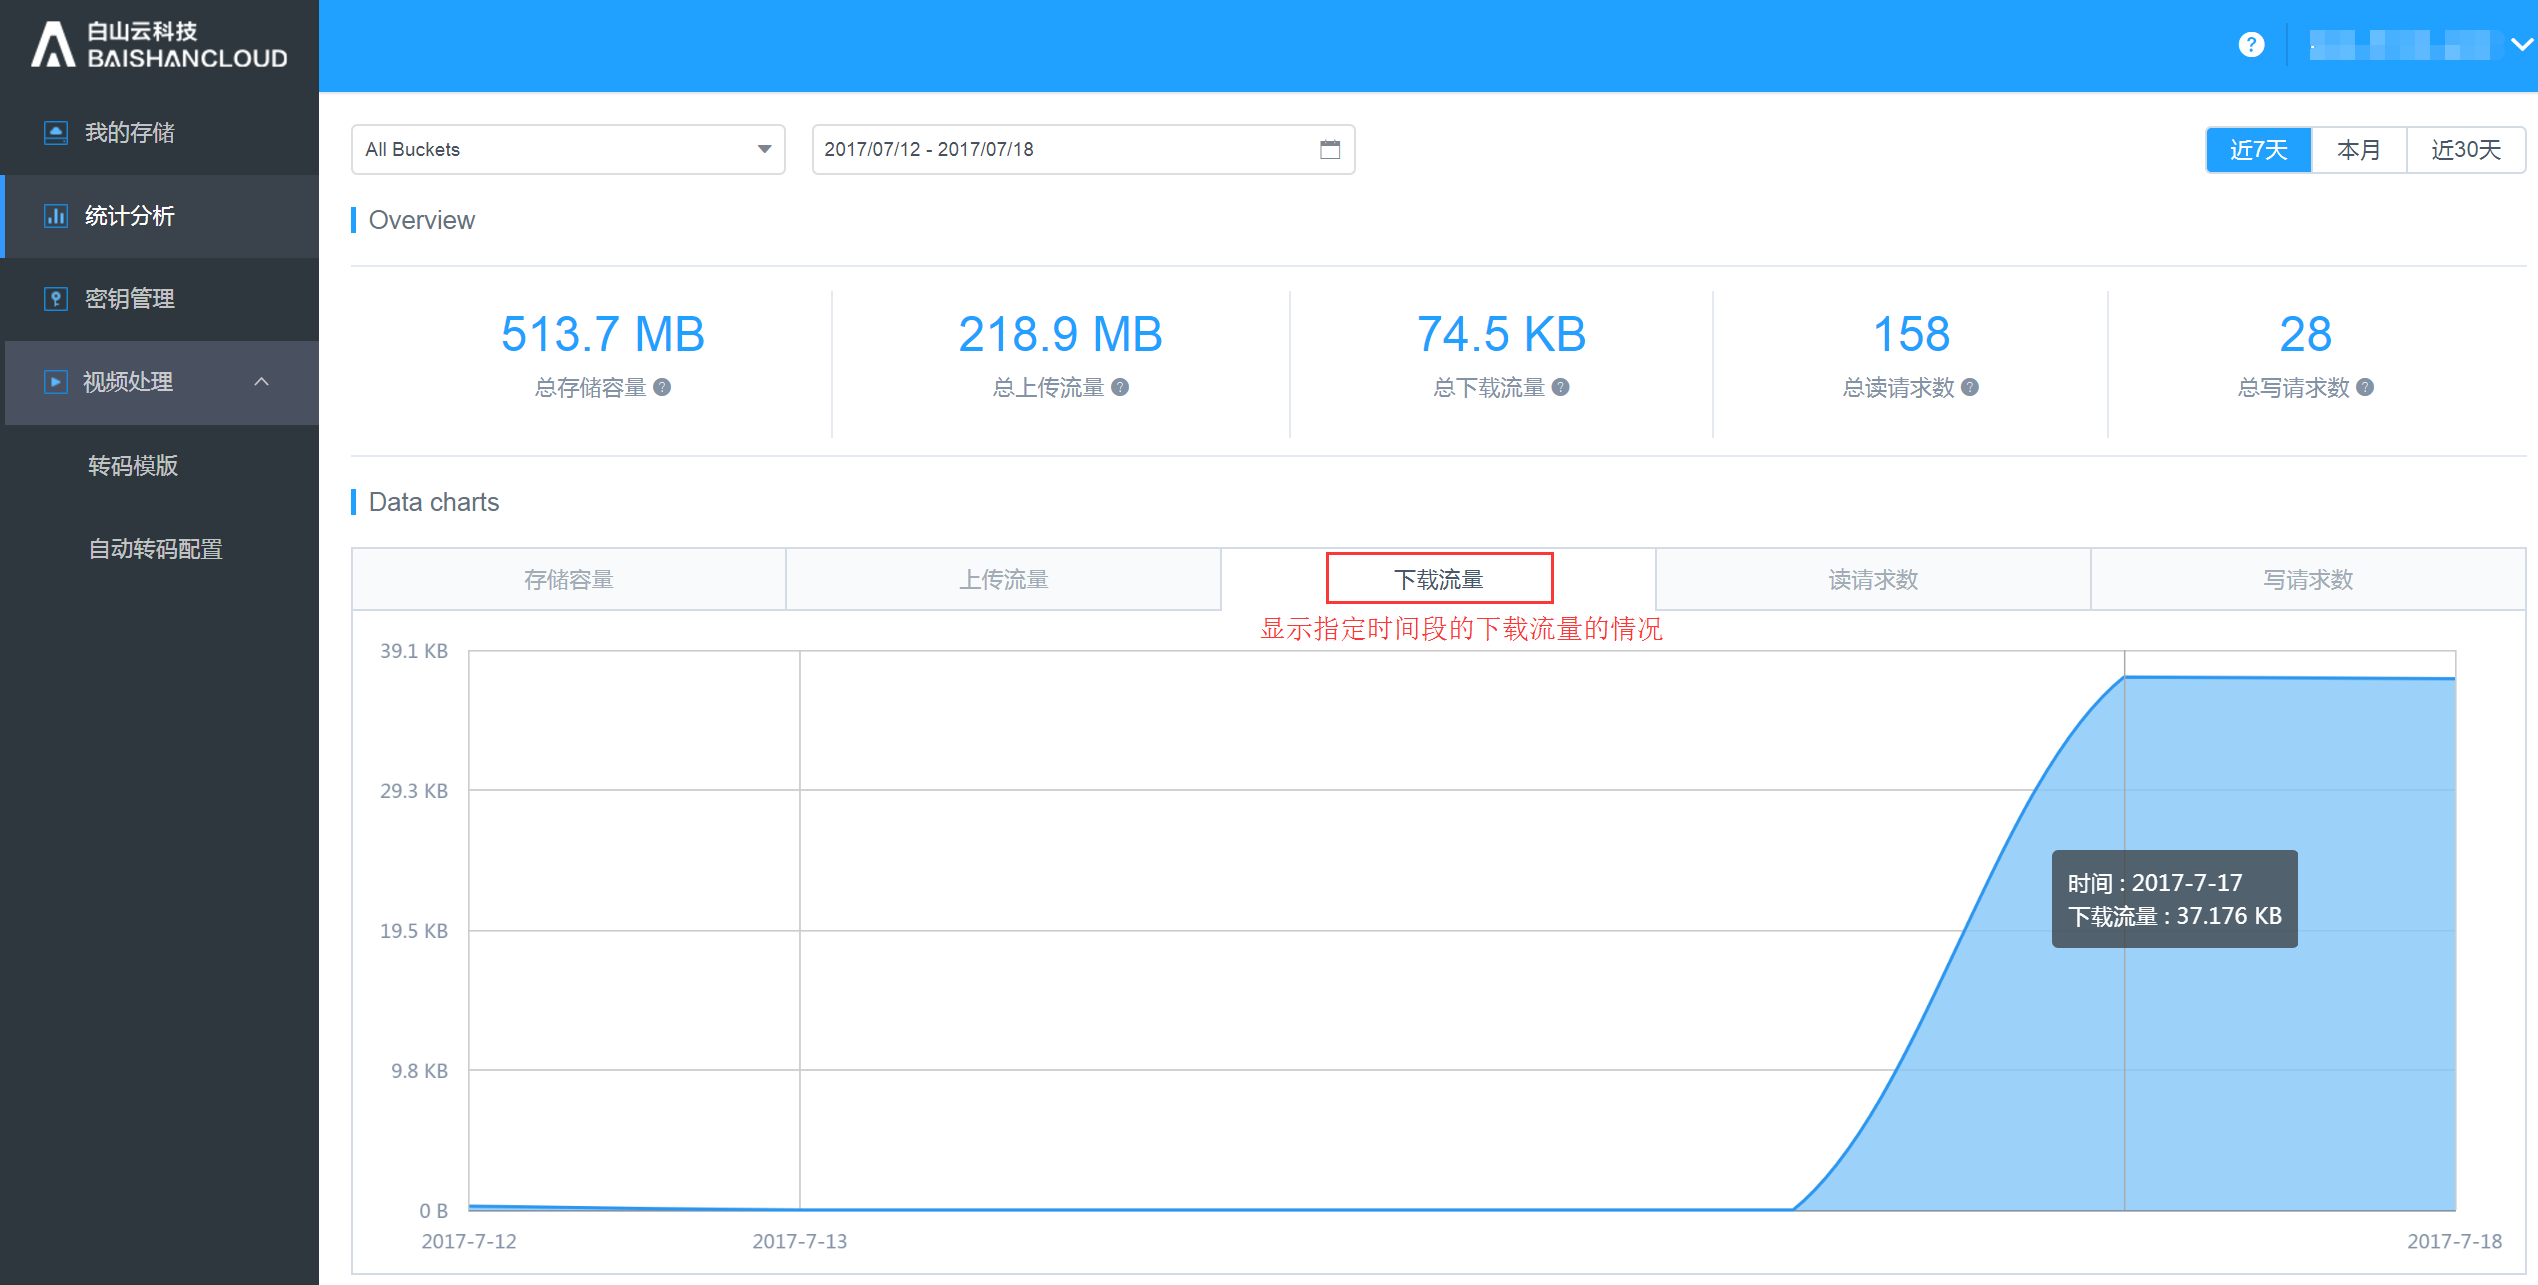 白山云科技
BAISHANCLOUD
我的存储
统计分析
密钥管理
视频处理
转码模版
自动转码配置
All Buckets
2017/07/12 - 2017/07/18
近7天
本月
近30天
Overview
513.7 MB
总存储容量
218.9 MB
总上传流量
74.5 KB
总下载流量
158
总读请求数
28
总写请求数
Data charts
存储容量
上传流量
下载流量
读请求数
写请求数
显示指定时间段的下载流量的情况
39.1 KB
29.3 KB
19.5 KB
9.8 KB
0 B
时间 : 2017-7-17
下载流量 : 37.176 KB
2017-7-12
2017-7-13
2017-7-18